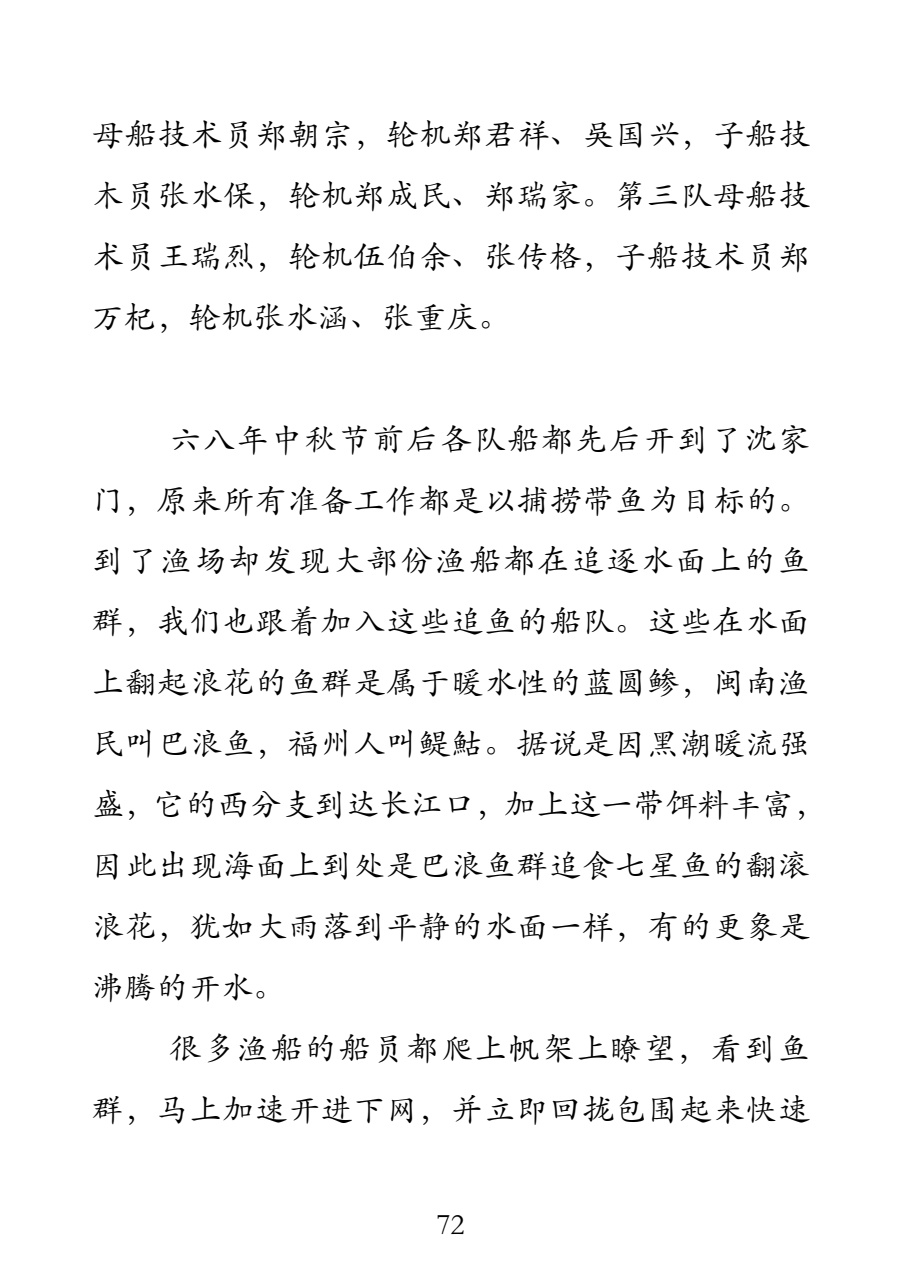 母船技术员郑朝宗，轮机郑君祥、吴国兴，子船技
木员张水保，轮机郑成民、郑瑞家。第三队母船技
术员王瑞烈，轮机伍伯余、张传格，子船技术员郑
万杞，轮机张水涵、张重庆。
六八年中秋节前后各队船都先后开到了沈家
门，原来所有准备工作都是以捕捞带鱼为目标的。
到了渔场却发现大部份渔船都在追逐水面上的鱼
群，我们也跟着加入这些追鱼的船队。这些在水面
上翻起浪花的鱼群是属于暖水性的蓝圆鲹，闽南渔
民叫巴浪鱼，福州人叫鳀鮕。据说是因黑潮暖流强
盛，它的西分支到达长江口，加上这一带饵料丰富，
因此出现海面上到处是巴浪鱼群追食七星鱼的翻滚
浪花，犹如大雨落到平静的水面一样，有的更象是
沸腾的开水。
很多渔船的船员都爬上帆架上瞭望，看到鱼
群，马上加速开进下网，并立即回拢包围起来快速
72